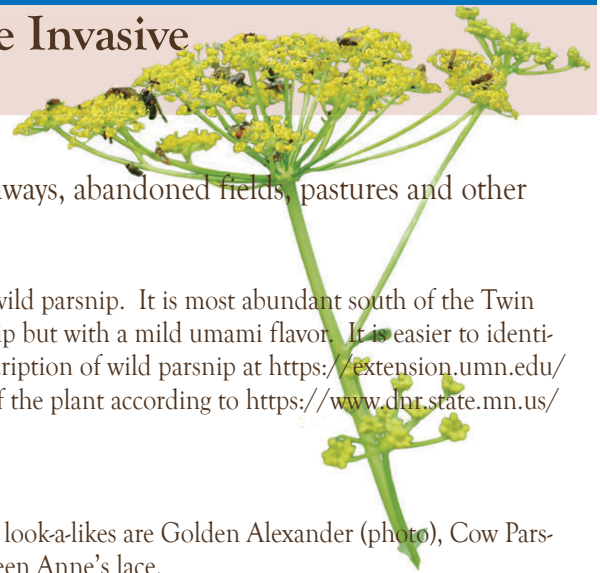 e Invasive
ways, abandoned fields, pastures and other
wild parsnip. It is most abundant south of the Twin
ip but with a mild umami flavor. It is easier to identi-
cription of wild parsnip at https://extension.umn.edu/
f the plant according to https://www.dnr.state.mn.us/
look-a-likes are Golden Alexander (photo), Cow Pars-
een Anne's lace.